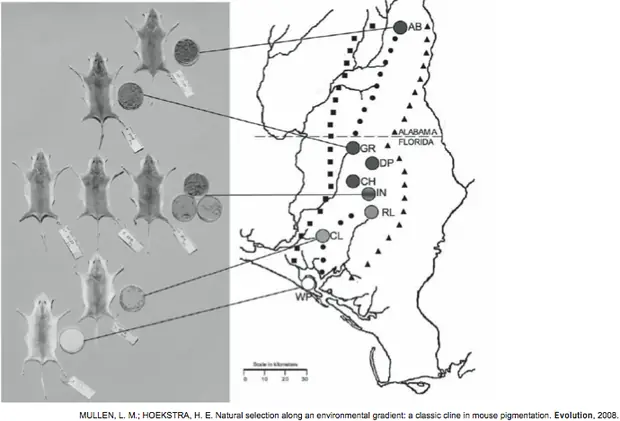 AB
ALABAMA
FLORIDA
GR
DP
CH
IN
RL
CL
WP
Scale in kilometers
0 10 20 30
MULLEN, L. M.; HOEKSTRA, H. E. Natural selection along an environmental gradient: a classic cline in mouse pigmentation. Evolution, 2008.